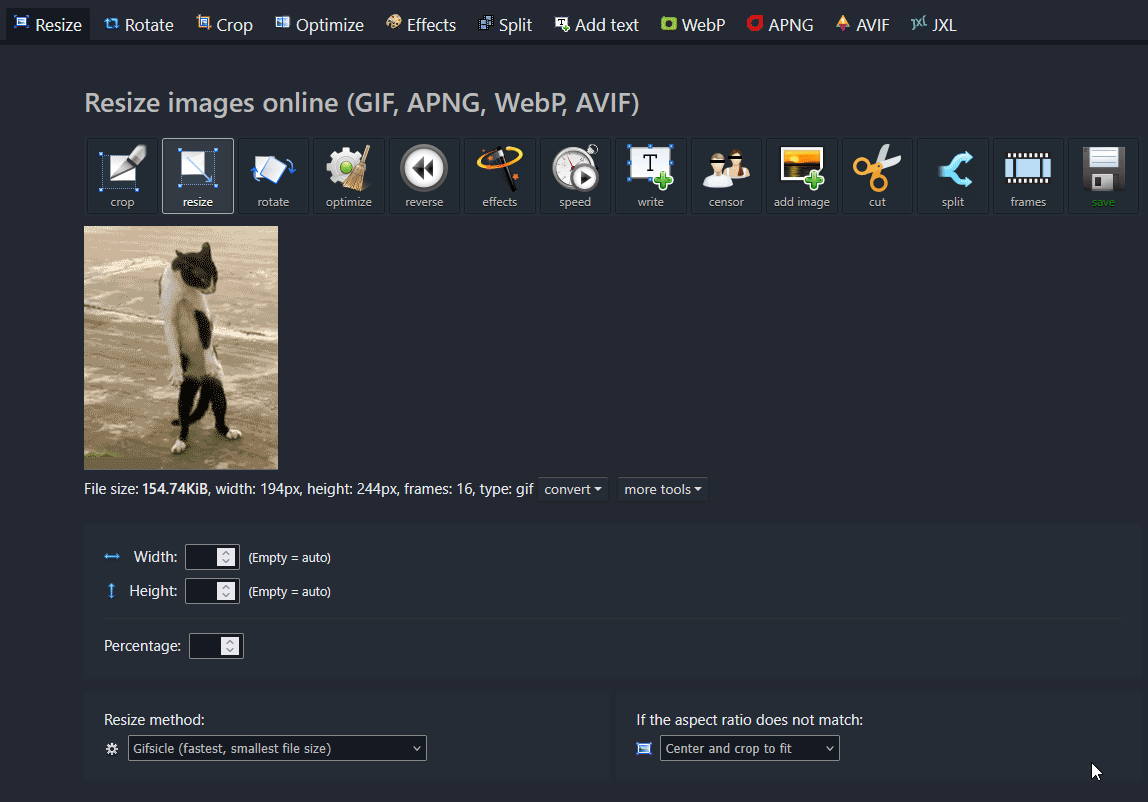 Resize Rotate Crop Optimize Effects Split Add text WebP APNG AVIF JXL
Resize images online (GIF, APNG, WebP, AVIF)
crop resize rotate optimize reverse effects speed write censor add image cut split frames save
File size: 154.74KiB, width: 194px, height: 244px, frames: 16, type: gif convert more tools
Width: (Empty = auto)
Height: (Empty = auto)
Percentage:
Resize method:
Gifsicle (fastest, smallest file size)
If the aspect ratio does not match:
Center and crop to fit